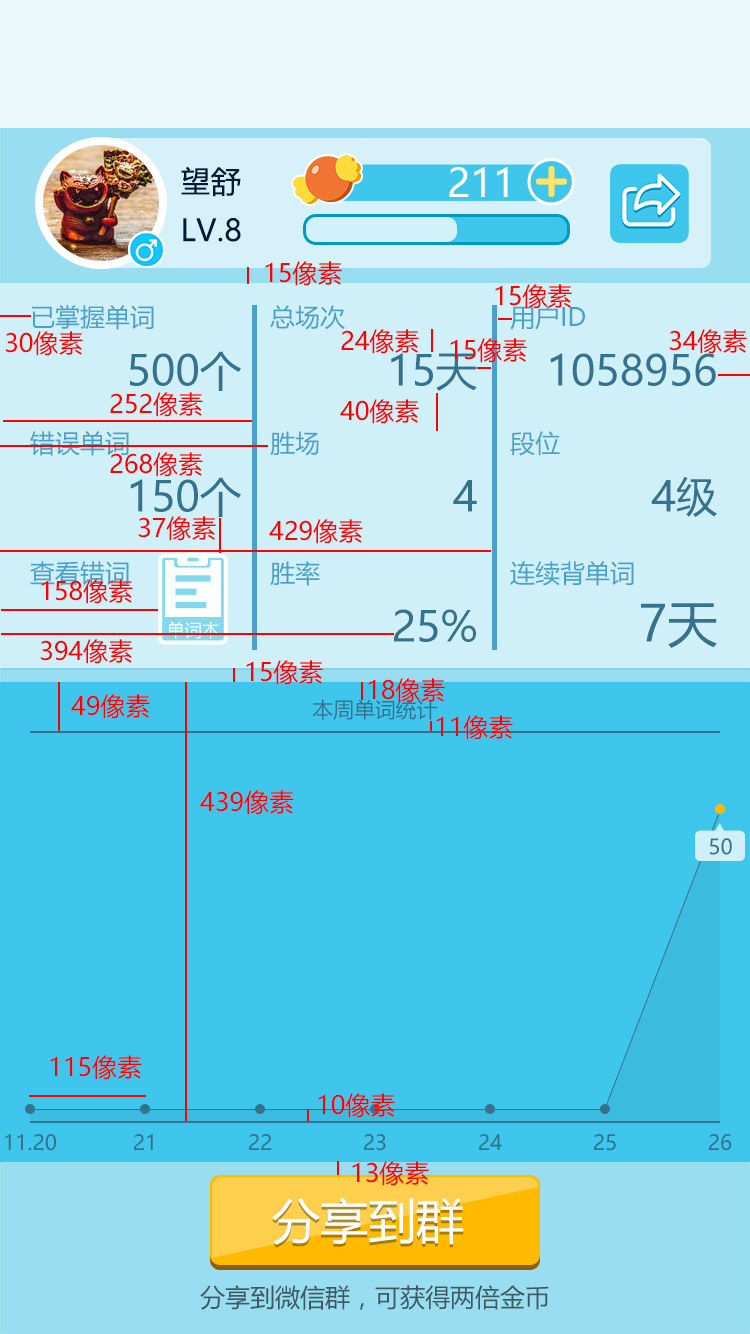 望舒
211
LV.8
15像素
15像素
已掌握单词
总场次
用户ID
30像素
24像素
15像素
34像素
500个
15天
1058956
252像素
40像素
错误单词
胜场
段位
268像素
150个
4
4级
37像素
429像素
查看错词
胜率
连续背单词
158像素
单词本
25%
7天
394像素
15像素
18像素
49像素
本周单词统计
11像素
439像素
50
115像素
10像素
11.20
21
22
23
24
25
26
13像素
分享到群
分享到微信群，可获得两倍金币